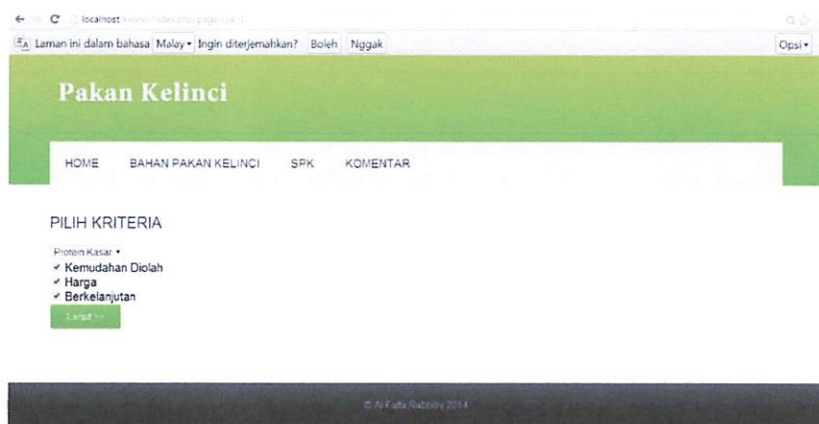 localhost
Laman ini dalam bahasa Malay Ingin diterjemahkan? Boleh Nggak Opsi
Pakan Kelinci
HOME BAHAN PAKAN KELINCI SPK KOMENTAR
PILIH KRITERIA
Protein Kasar
Kemudahan Diolah
Harga
Berkelanjutan
Lanjut >>
2014